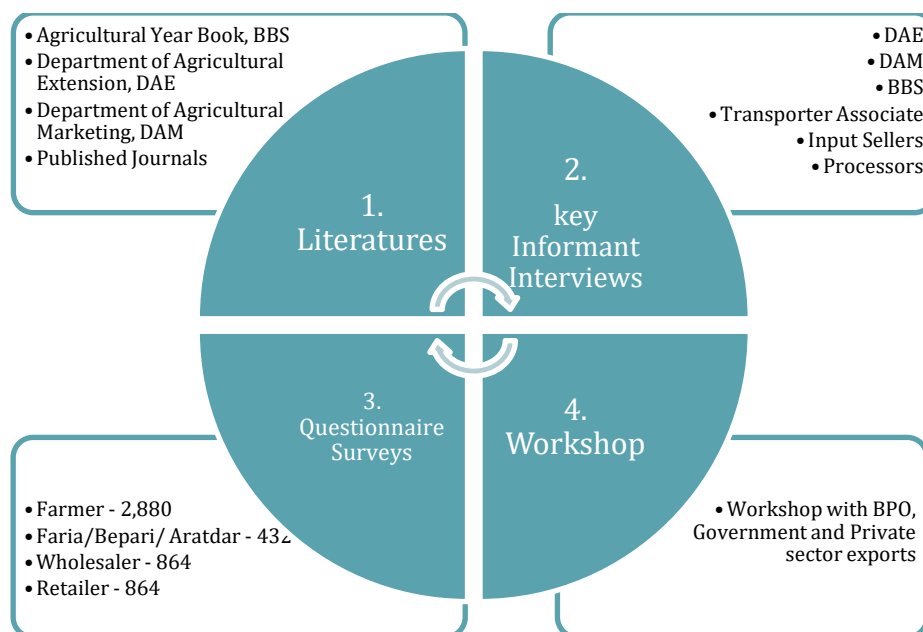 • Agricultural Year Book, BBS
• Department of Agricultural
Extension, DAE
• Department of Agricultural
Marketing, DAM
• Published Journals
• DAE
• DAM
• BBS
• Transporter Associate
• Input Sellers
• Processors
1.
Literatures
2.
key
Informant
Interviews
3.
Questionnaire
Surveys
4.
Workshop
• Farmer - 2,880
• Faria/Bepari/ Aratdar - 432
• Wholesaler - 864
• Retailer - 864
• Workshop with BPO,
Government and Private
sector exports